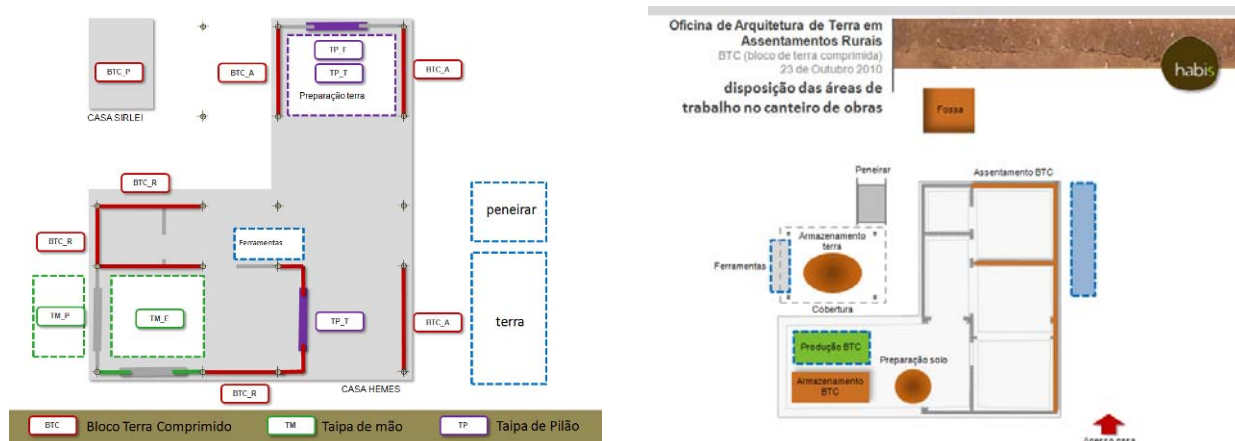 BTC_P
CASA SIRLEI
BTC_A
TP_F
TP_T
Preparação terra
BTC_A
BTC_R
BTC_R
Ferramentas
peneirar
TM_P
TM_E
TP_T
BTC_A
terra
BTC_R
CASA HEMES
BTC Bloco Terra Comprimido
TM Taipa de mão
TP Taipa de Pilão
Oficina de Arquitetura de Terra em
Assentamentos Rurais
BTC (bloco de terra comprimida)
23 de Outubro 2010
disposição das áreas de
trabalho no canteiro de obras
habis
Fossa
Peneirar
Assentamento BTC
Armazenamento
terra
Ferramentas
Cobertura
Produção BTC
Preparação solo
Armazenamento
BTC
Acesso casa